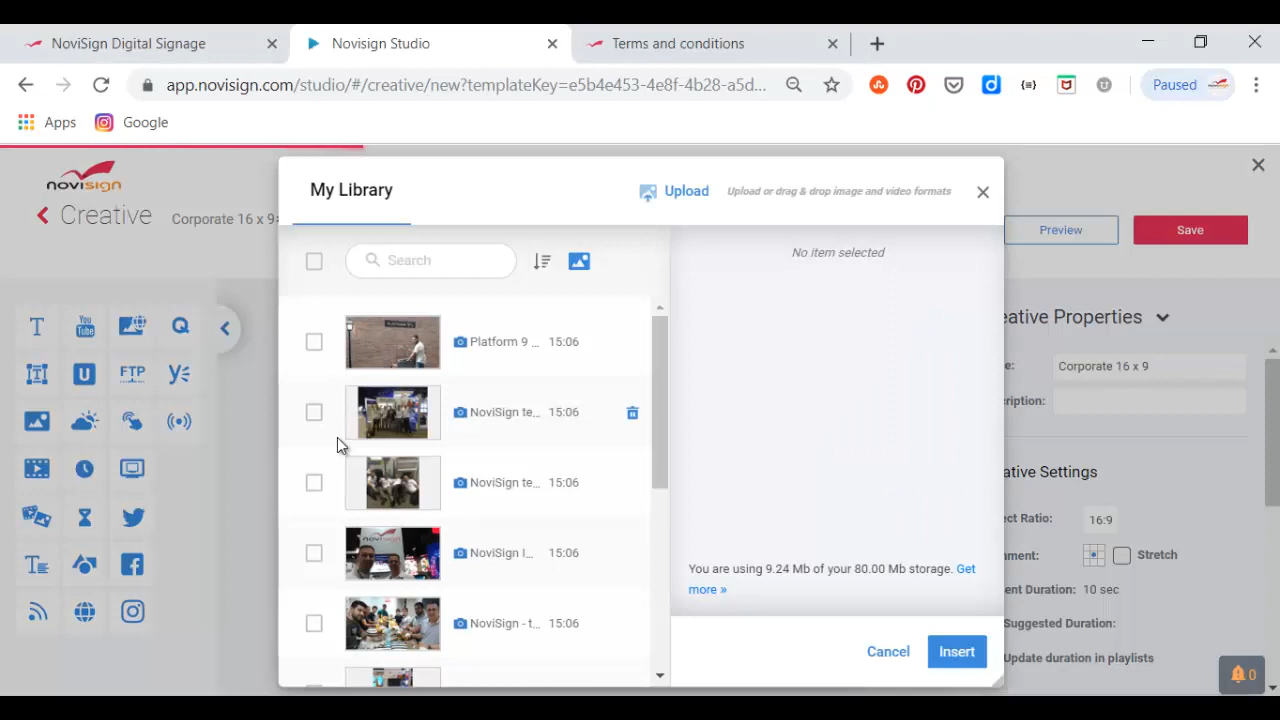 NoviSign Digital Signage
Novisign Studio
Terms and conditions
app.novisign.com/studio/#/creative/new?templateKey=e5b4e453-4e8f-4b28-a5d...
Paused
Apps
Google
novisign
Creative
Corporate 16 x 9
My Library
Upload
Upload or drag & drop image and video formats
Preview
Save
Search
No item selected
Platform 9 ... 15:06
NoviSign te... 15:06
NoviSign te... 15:06
NoviSign I... 15:06
NoviSign - t... 15:06
You are using 9.24 Mb of your 80.00 Mb storage. Get
more »
Cancel
Insert
eative Properties
e:
Corporate 16 x 9
ription:
ative Settings
ect Ratio:
16:9
nment:
Stretch
ent Duration: 10 sec
Suggested Duration:
Update duration in playlists
0
T
You
Tube
Q
U
FTP
y
T